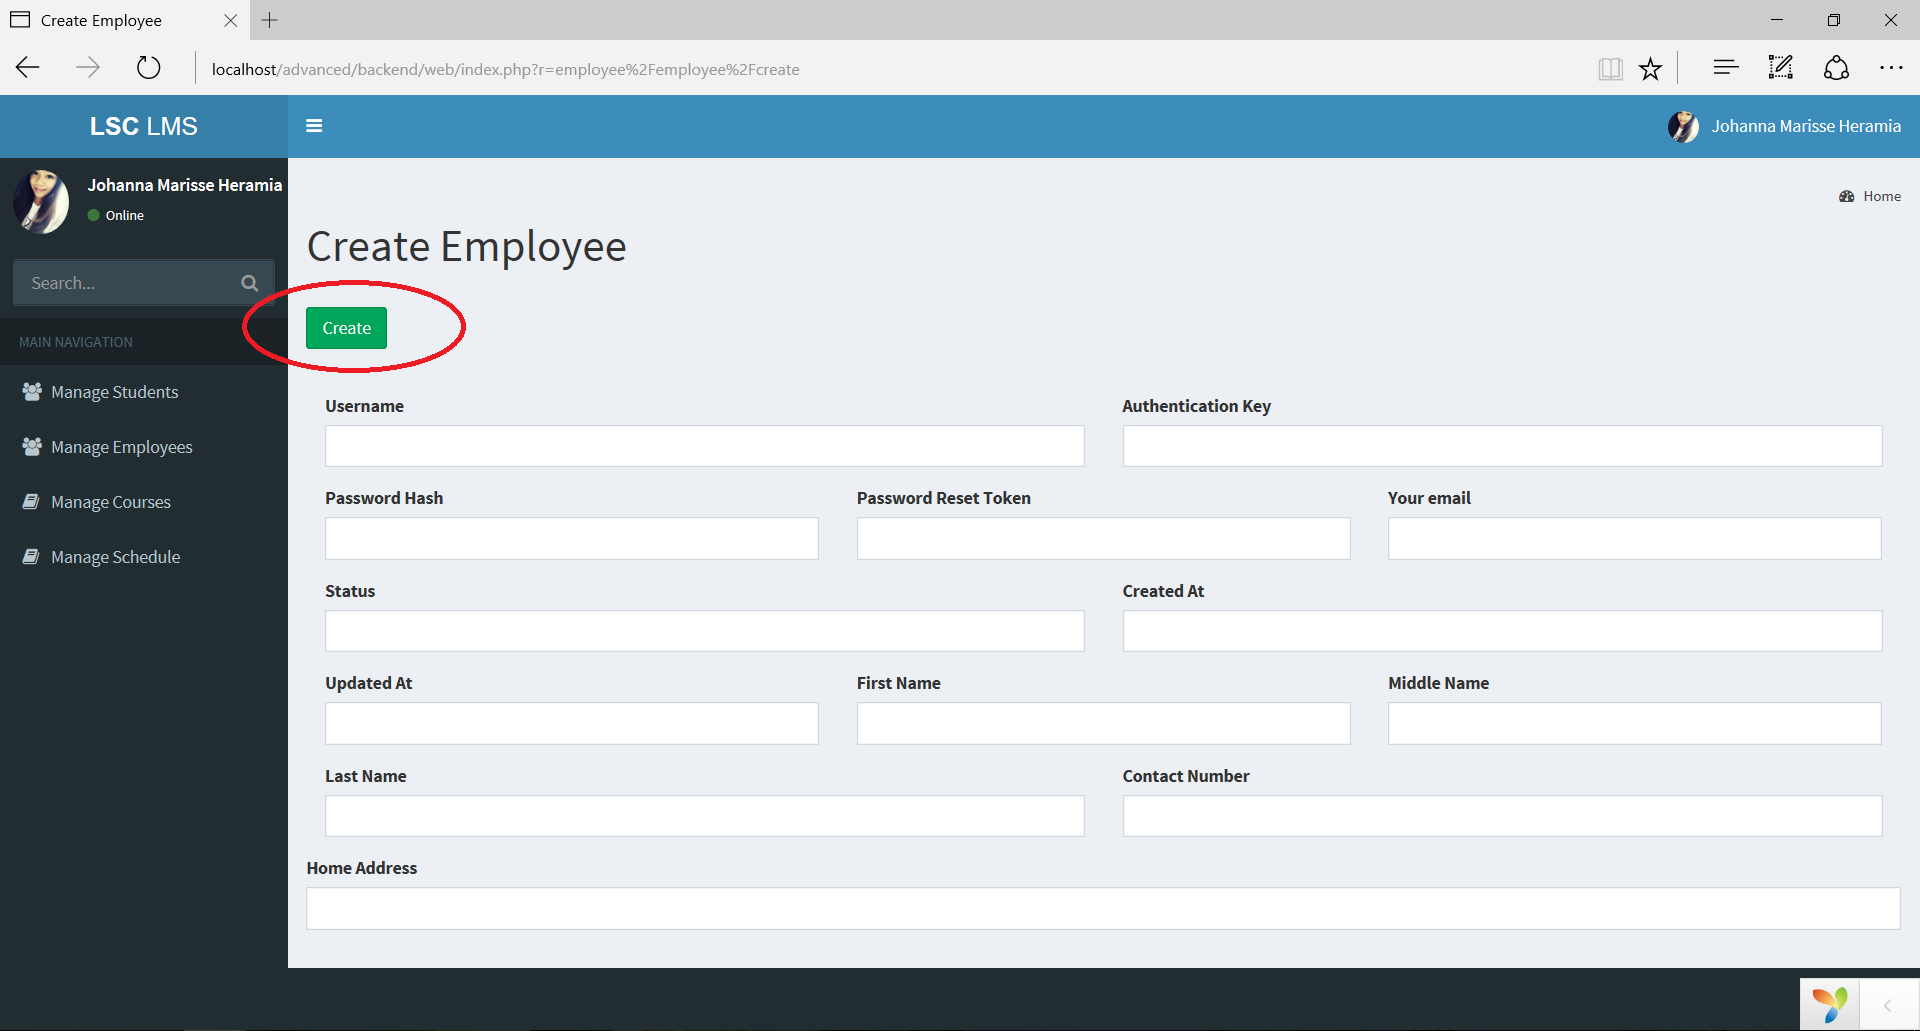 Create Employee
localhost/advanced/backend/web/index.php?r=employee%2Femployee%2Fcreate
LSC LMS
Johanna Marisse Heramia
Johanna Marisse Heramia
Online
Search...
MAIN NAVIGATION
Manage Students
Manage Employees
Manage Courses
Manage Schedule
Home
Create Employee
Create
Username
Authentication Key
Password Hash
Password Reset Token
Your email
Status
Created At
Updated At
First Name
Middle Name
Last Name
Contact Number
Home Address